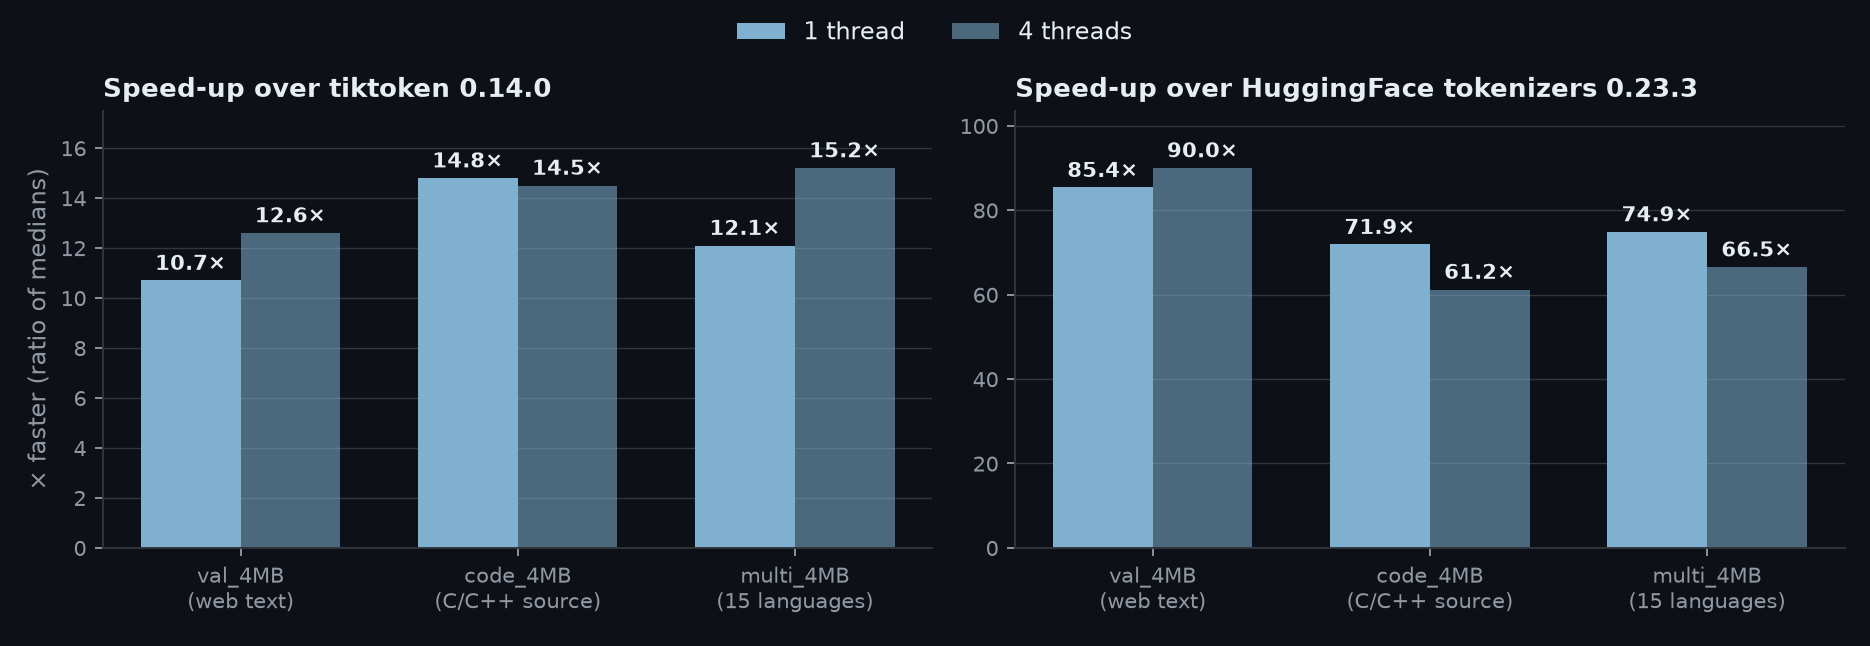 1 thread
4 threads
Speed-up over tiktoken 0.14.0
× faster (ratio of medians)
16
14
12
10
8
6
4
2
0
10.7×
12.6×
14.8×
14.5×
12.1×
15.2×
val_4MB
(web text)
code_4MB
(C/C++ source)
multi_4MB
(15 languages)
Speed-up over HuggingFace tokenizers 0.23.3
100
80
60
40
20
0
85.4×
90.0×
71.9×
61.2×
74.9×
66.5×
val_4MB
(web text)
code_4MB
(C/C++ source)
multi_4MB
(15 languages)